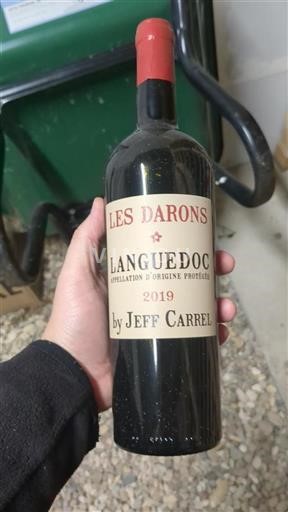 LES DARONS
LANGUEDOC
APPELLATION D'ORIGINE PROTÉGÉE
2019
by JEFF CARREL